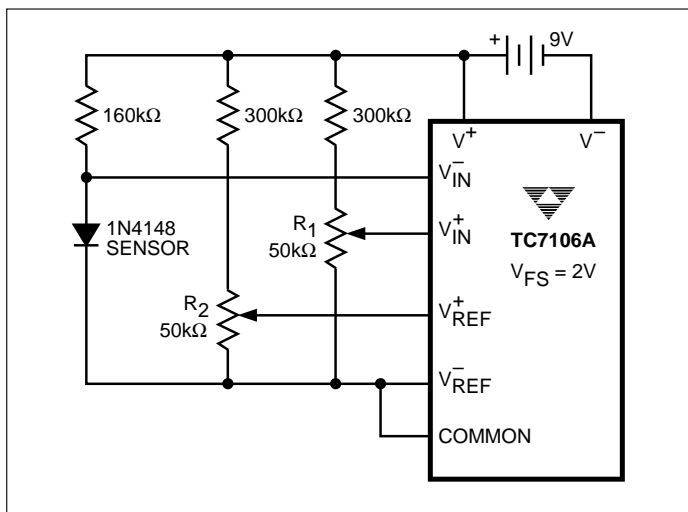 + 9V
160kΩ
300kΩ
300kΩ
V+
V−
V−IN
1N4148
SENSOR
R1
50kΩ
V+IN
TC7106A
VFS = 2V
R2
50kΩ
V+REF
V−REF
COMMON